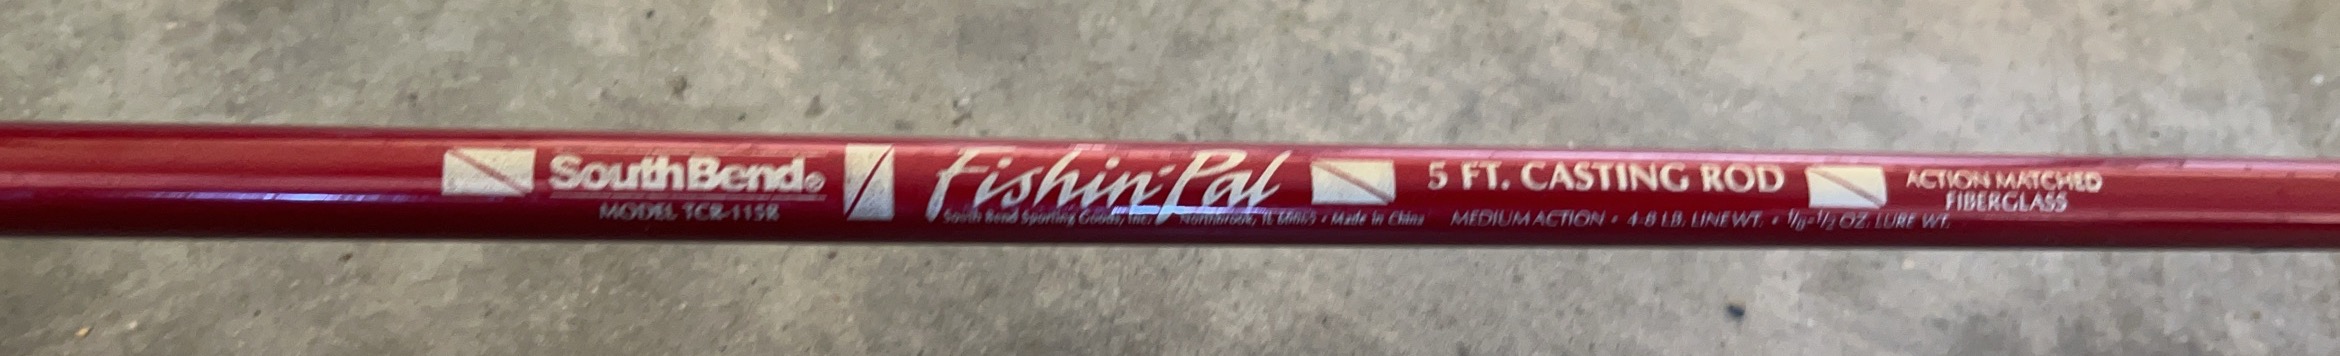 SouthBend®
MODEL TCR-115R
Fishin' Pal
South Bend Sporting Goods, Inc. Northbrook, IL 60065 • Made in China
5 FT. CASTING ROD
MEDIUM ACTION • 4-8 LB. LINE WT. • 1/8-1/2 OZ. LURE WT.
ACTION MATCHED
FIBERGLASS